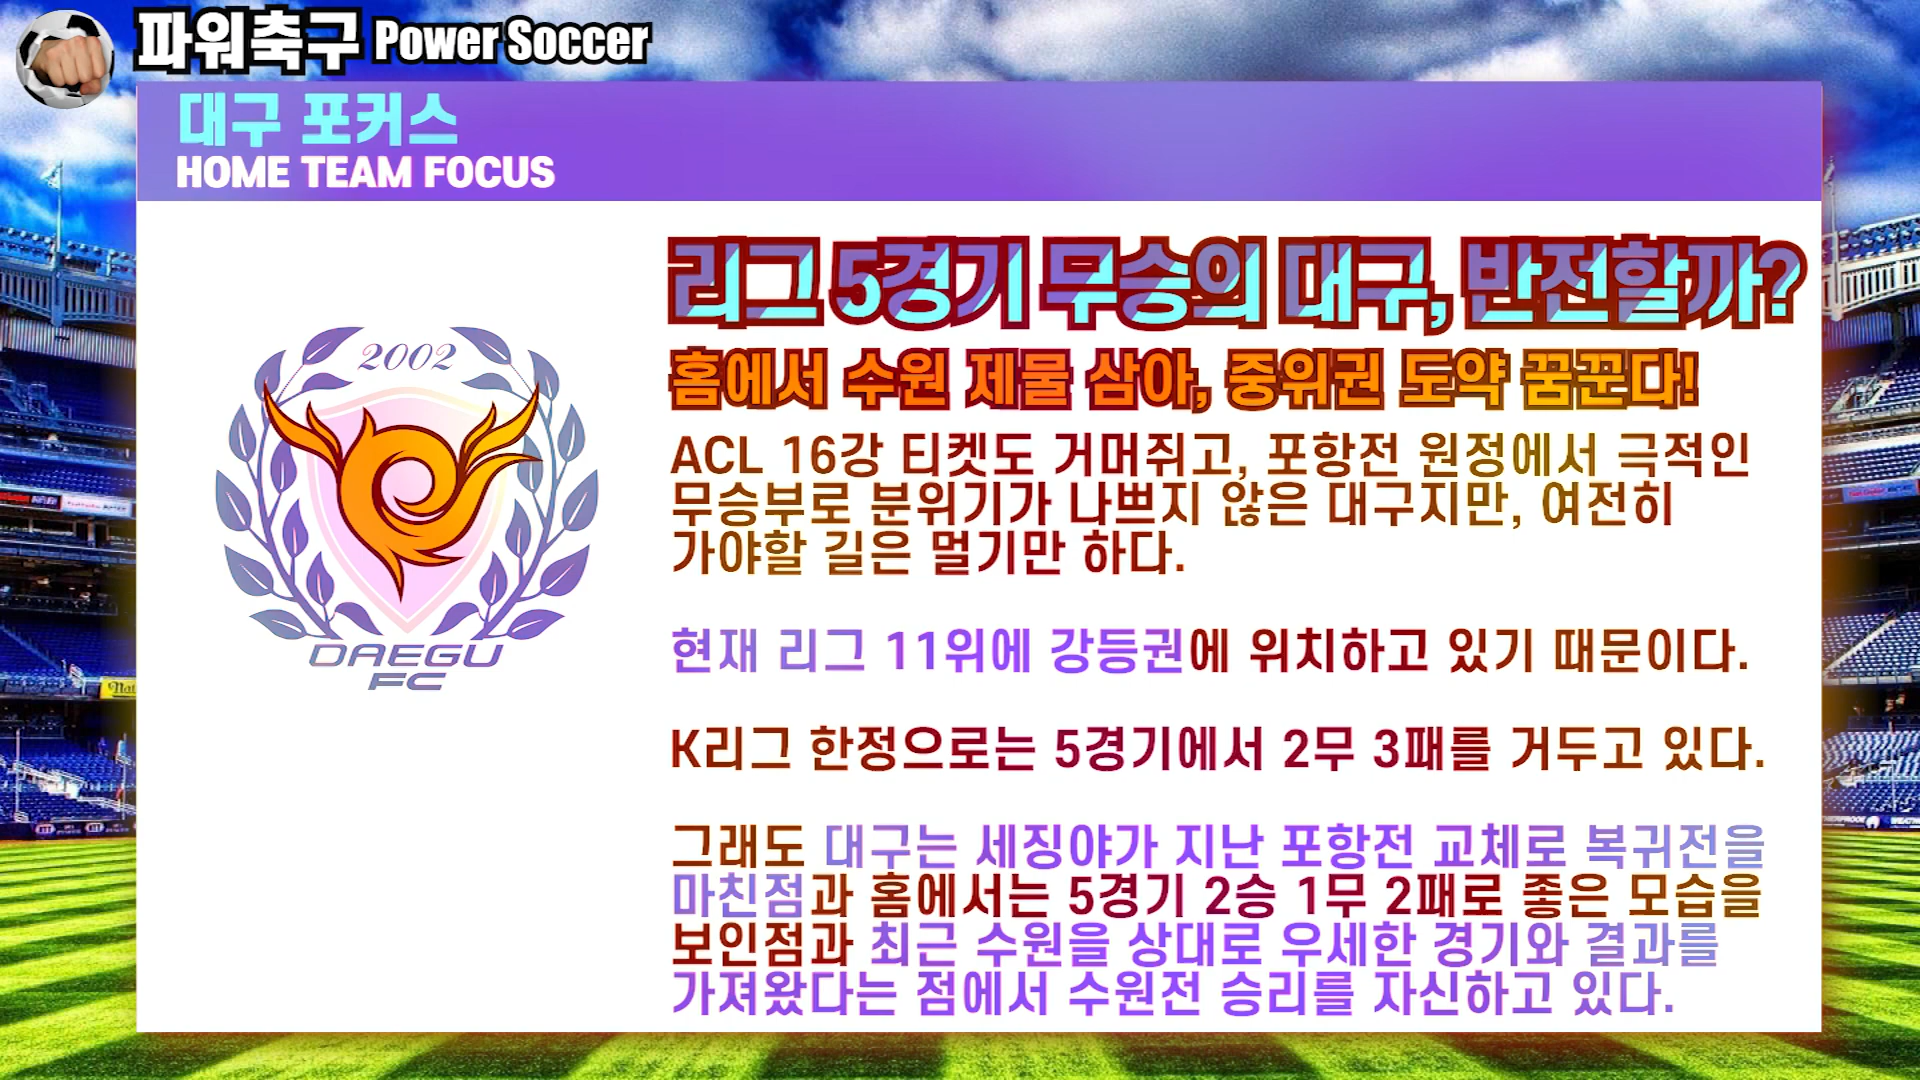 파워축구 Power Soccer
대구 포커스
HOME TEAM FOCUS
리그 5경기 무승의 대구, 반전할까?
홈에서 수원 제물 삼아, 중위권 도약 꿈꾼다!
2002
DAEGU
FC
ACL 16강 티켓도 거머쥐고, 포항전 원정에서 극적인
무승부로 분위기가 나쁘지 않은 대구지만, 여전히
가야할 길은 멀기만 하다.
현재 리그 11위에 강등권에 위치하고 있기 때문이다.
K리그 한정으로는 5경기에서 2무 3패를 거두고 있다.
그래도 대구는 세징야가 지난 포항전 교체로 복귀전을
마친점과 홈에서는 5경기 2승 1무 2패로 좋은 모습을
보인점과 최근 수원을 상대로 우세한 경기와 결과를
가져왔다는 점에서 수원전 승리를 자신하고 있다.